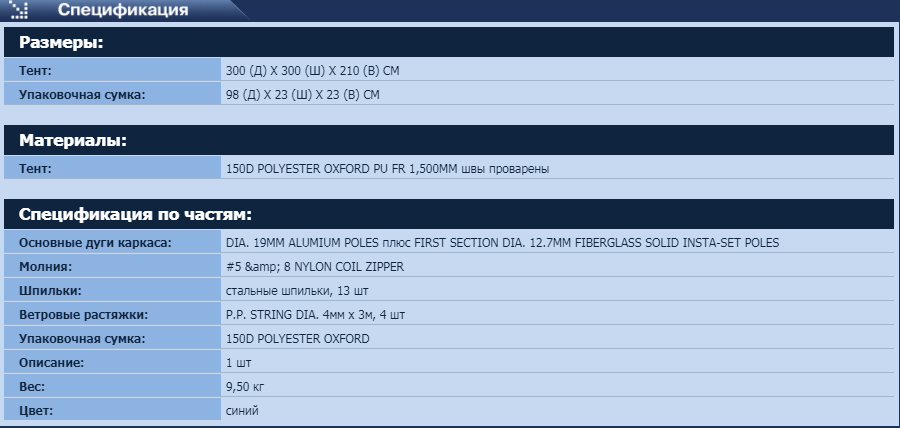 Спецификация
Размеры:
Тент: 300 (Д) X 300 (Ш) X 210 (В) СМ
Упаковочная сумка: 98 (Д) X 23 (Ш) X 23 (В) СМ
Материалы:
Тент: 150D POLYESTER OXFORD PU FR 1,500MM швы проварены
Спецификация по частям:
Основные дуги каркаса: DIA. 19MM ALUMIUM POLES плюс FIRST SECTION DIA. 12.7MM FIBERGLASS SOLID INSTA-SET POLES
Молния: #5 &amp; 8 NYLON COIL ZIPPER
Шпильки: стальные шпильки, 13 шт
Ветровые растяжки: P.P. STRING DIA. 4мм x 3м, 4 шт
Упаковочная сумка: 150D POLYESTER OXFORD
Описание: 1 шт
Вес: 9,50 кг
Цвет: синий